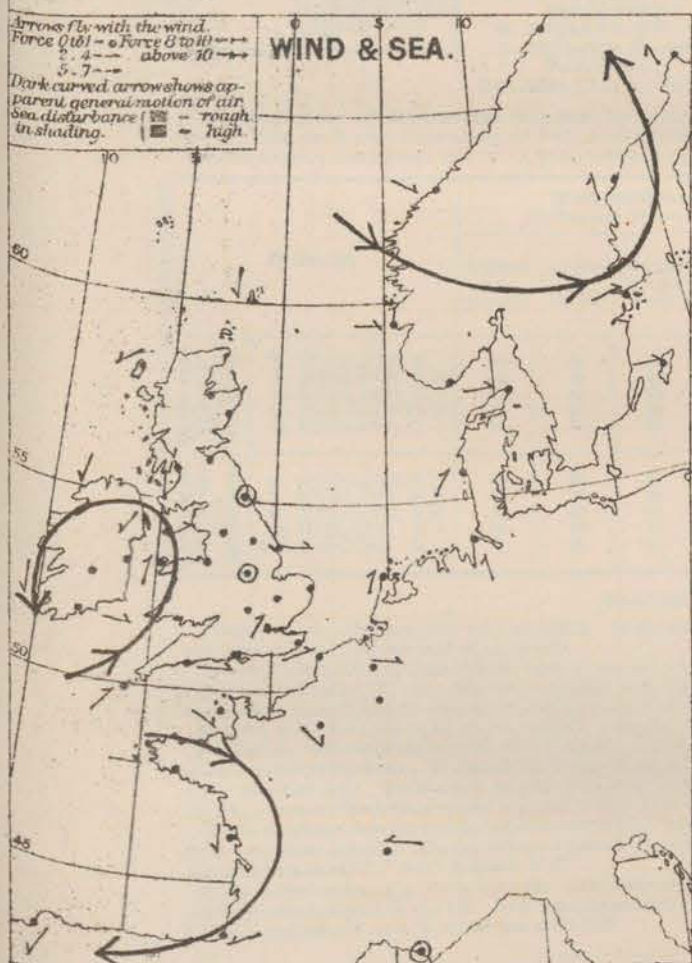 Arrows fly with the wind.
Force 0 to 1 - Force 8 to 10
2 . 4 - above 10
5 . 7 -
Dark curved arrow shows ap-
parent general motion of air
Sea disturbance - rough
in shading. - high
WIND & SEA.
10 5 0 5 10
60
55
50
45